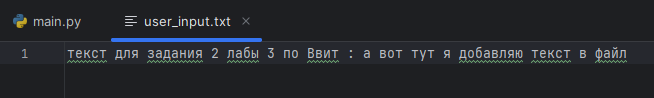 main.py user_input.txt
1 текст для задания 2 лабы 3 по Ввит : а вот тут я добавляю текст в файл